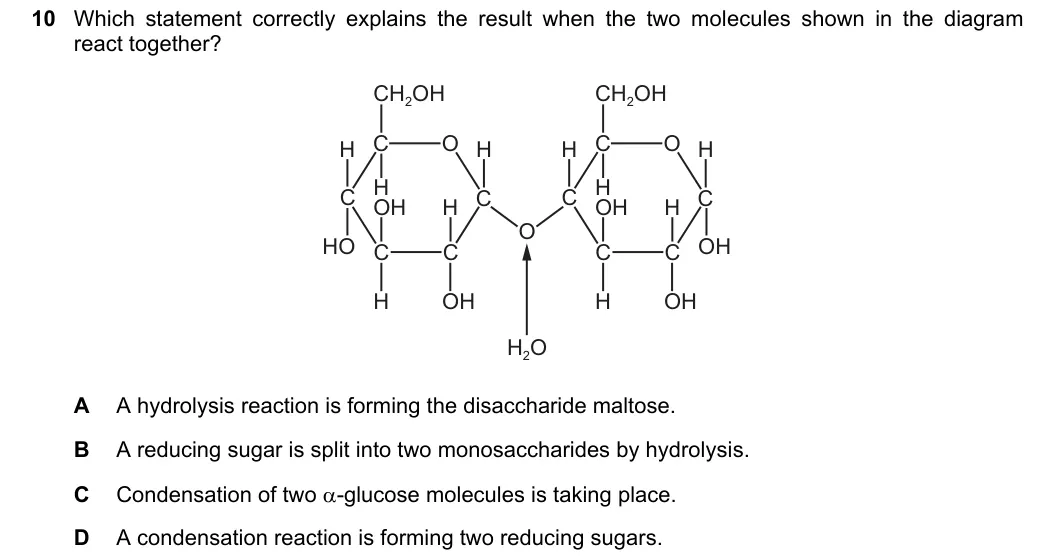 10 Which statement correctly explains the result when the two molecules shown in the diagram
react together?
CH₂OH CH₂OH
H C O H H C O H
H H
C OH H C C OH H C
O
HO C C C C OH
H OH H OH
H₂O
A A hydrolysis reaction is forming the disaccharide maltose.
B A reducing sugar is split into two monosaccharides by hydrolysis.
C Condensation of two α-glucose molecules is taking place.
D A condensation reaction is forming two reducing sugars.